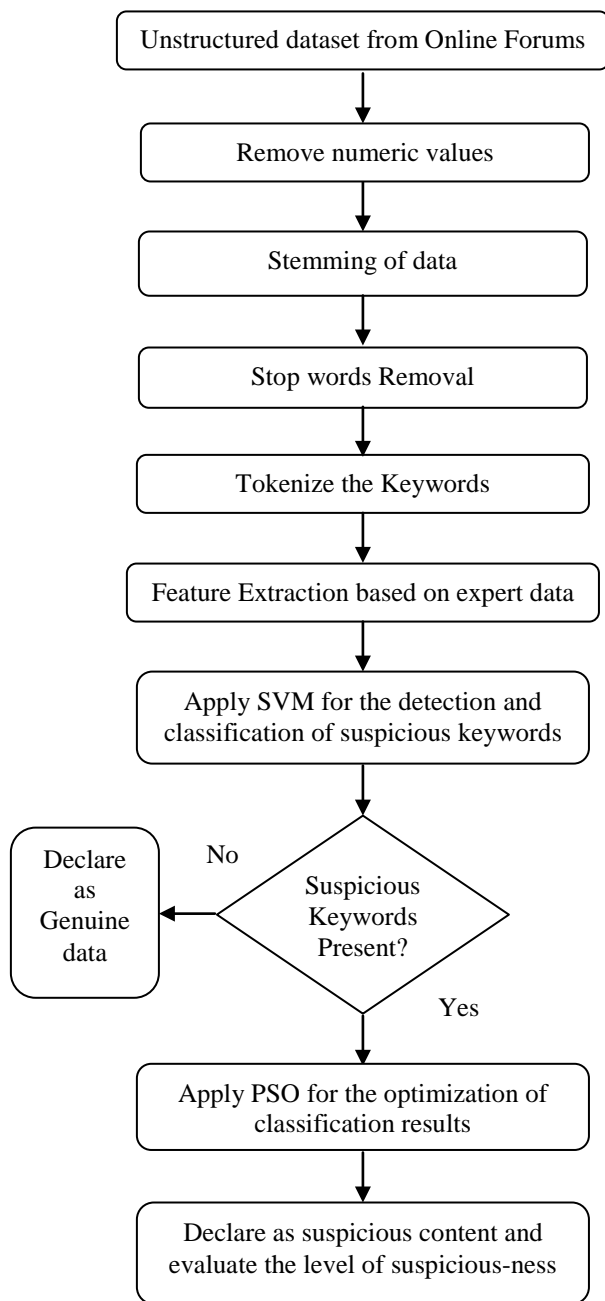 Unstructured dataset from Online Forums
Remove numeric values
Stemming of data
Stop words Removal
Tokenize the Keywords
Feature Extraction based on expert data
Apply SVM for the detection and
classification of suspicious keywords
Suspicious
Keywords
Present?
No
Declare
as
Genuine
data
Yes
Apply PSO for the optimization of
classification results
Declare as suspicious content and
evaluate the level of suspicious-ness